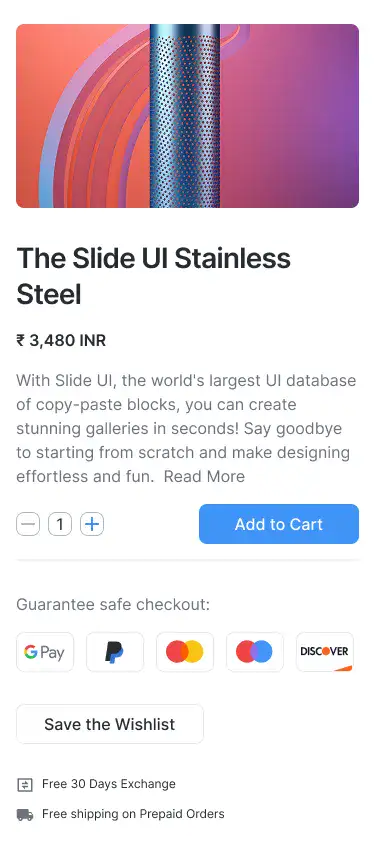 The Slide UI Stainless
Steel
₹ 3,480 INR
With Slide UI, the world's largest UI database
of copy-paste blocks, you can create
stunning galleries in seconds! Say goodbye
to starting from scratch and make designing
effortless and fun. Read More
1
Add to Cart
Guarantee safe checkout:
G Pay
DISCOVER
Save the Wishlist
Free 30 Days Exchange
Free shipping on Prepaid Orders